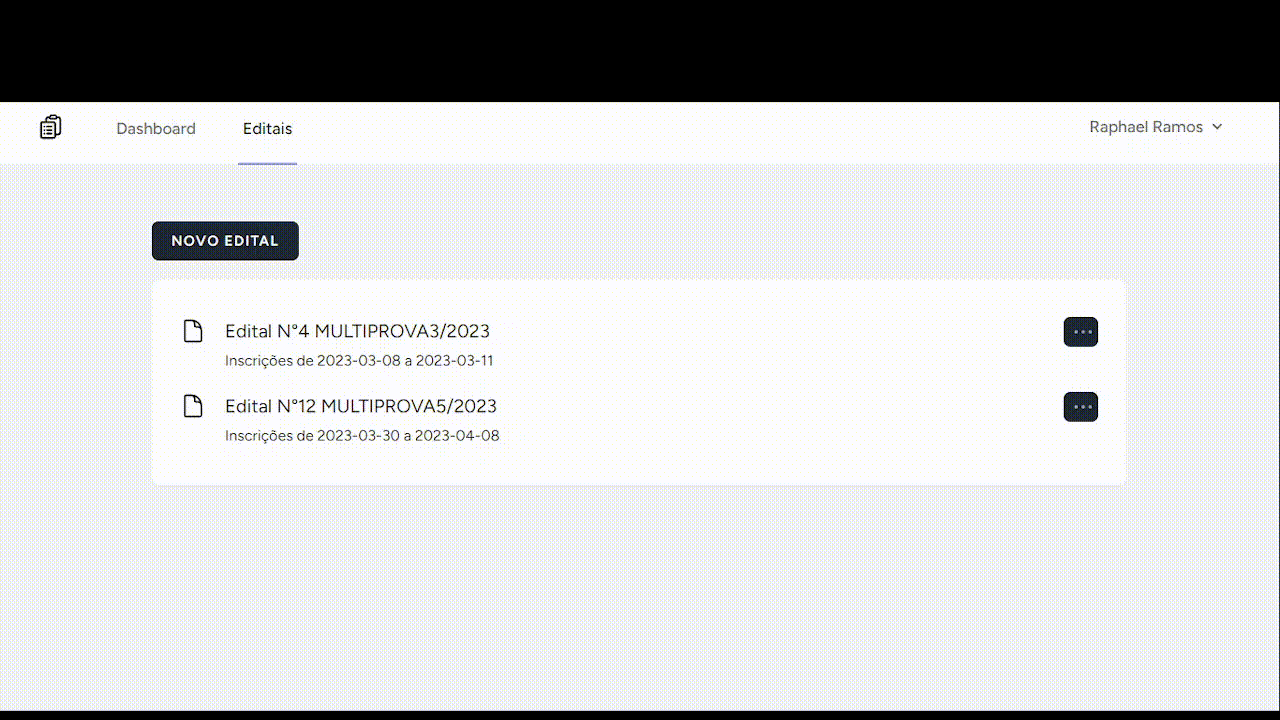 Dashboard
Editais
Raphael Ramos
NOVO EDITAL
Edital N°4 MULTIPROVA3/2023
Inscrições de 2023-03-08 a 2023-03-11
Edital N°12 MULTIPROVA5/2023
Inscrições de 2023-03-30 a 2023-04-08